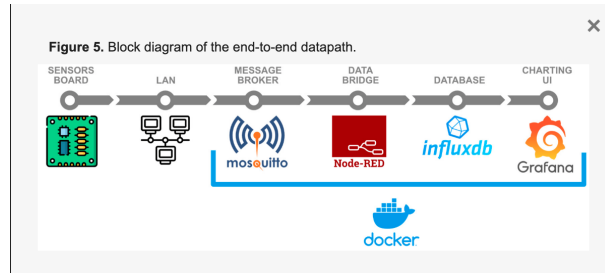 Figure 5. Block diagram of the end-to-end datapath.
SENSORS
BOARD
LAN
MESSAGE
BROKER
DATA
BRIDGE
DATABASE
CHARTING
UI
mosquitto
Node-RED
influxdb
Grafana
docker